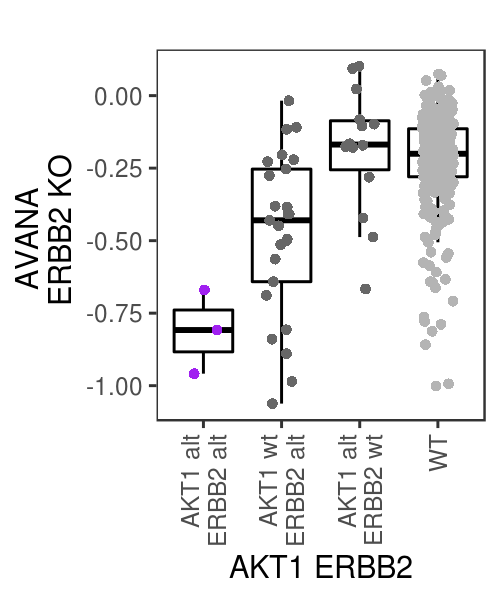 AVANA
ERBB2 KO
0.00
-0.25
-0.50
-0.75
-1.00
AKT1 alt
ERBB2 alt
AKT1 wt
ERBB2 alt
AKT1 alt
ERBB2 wt
WT
AKT1 ERBB2